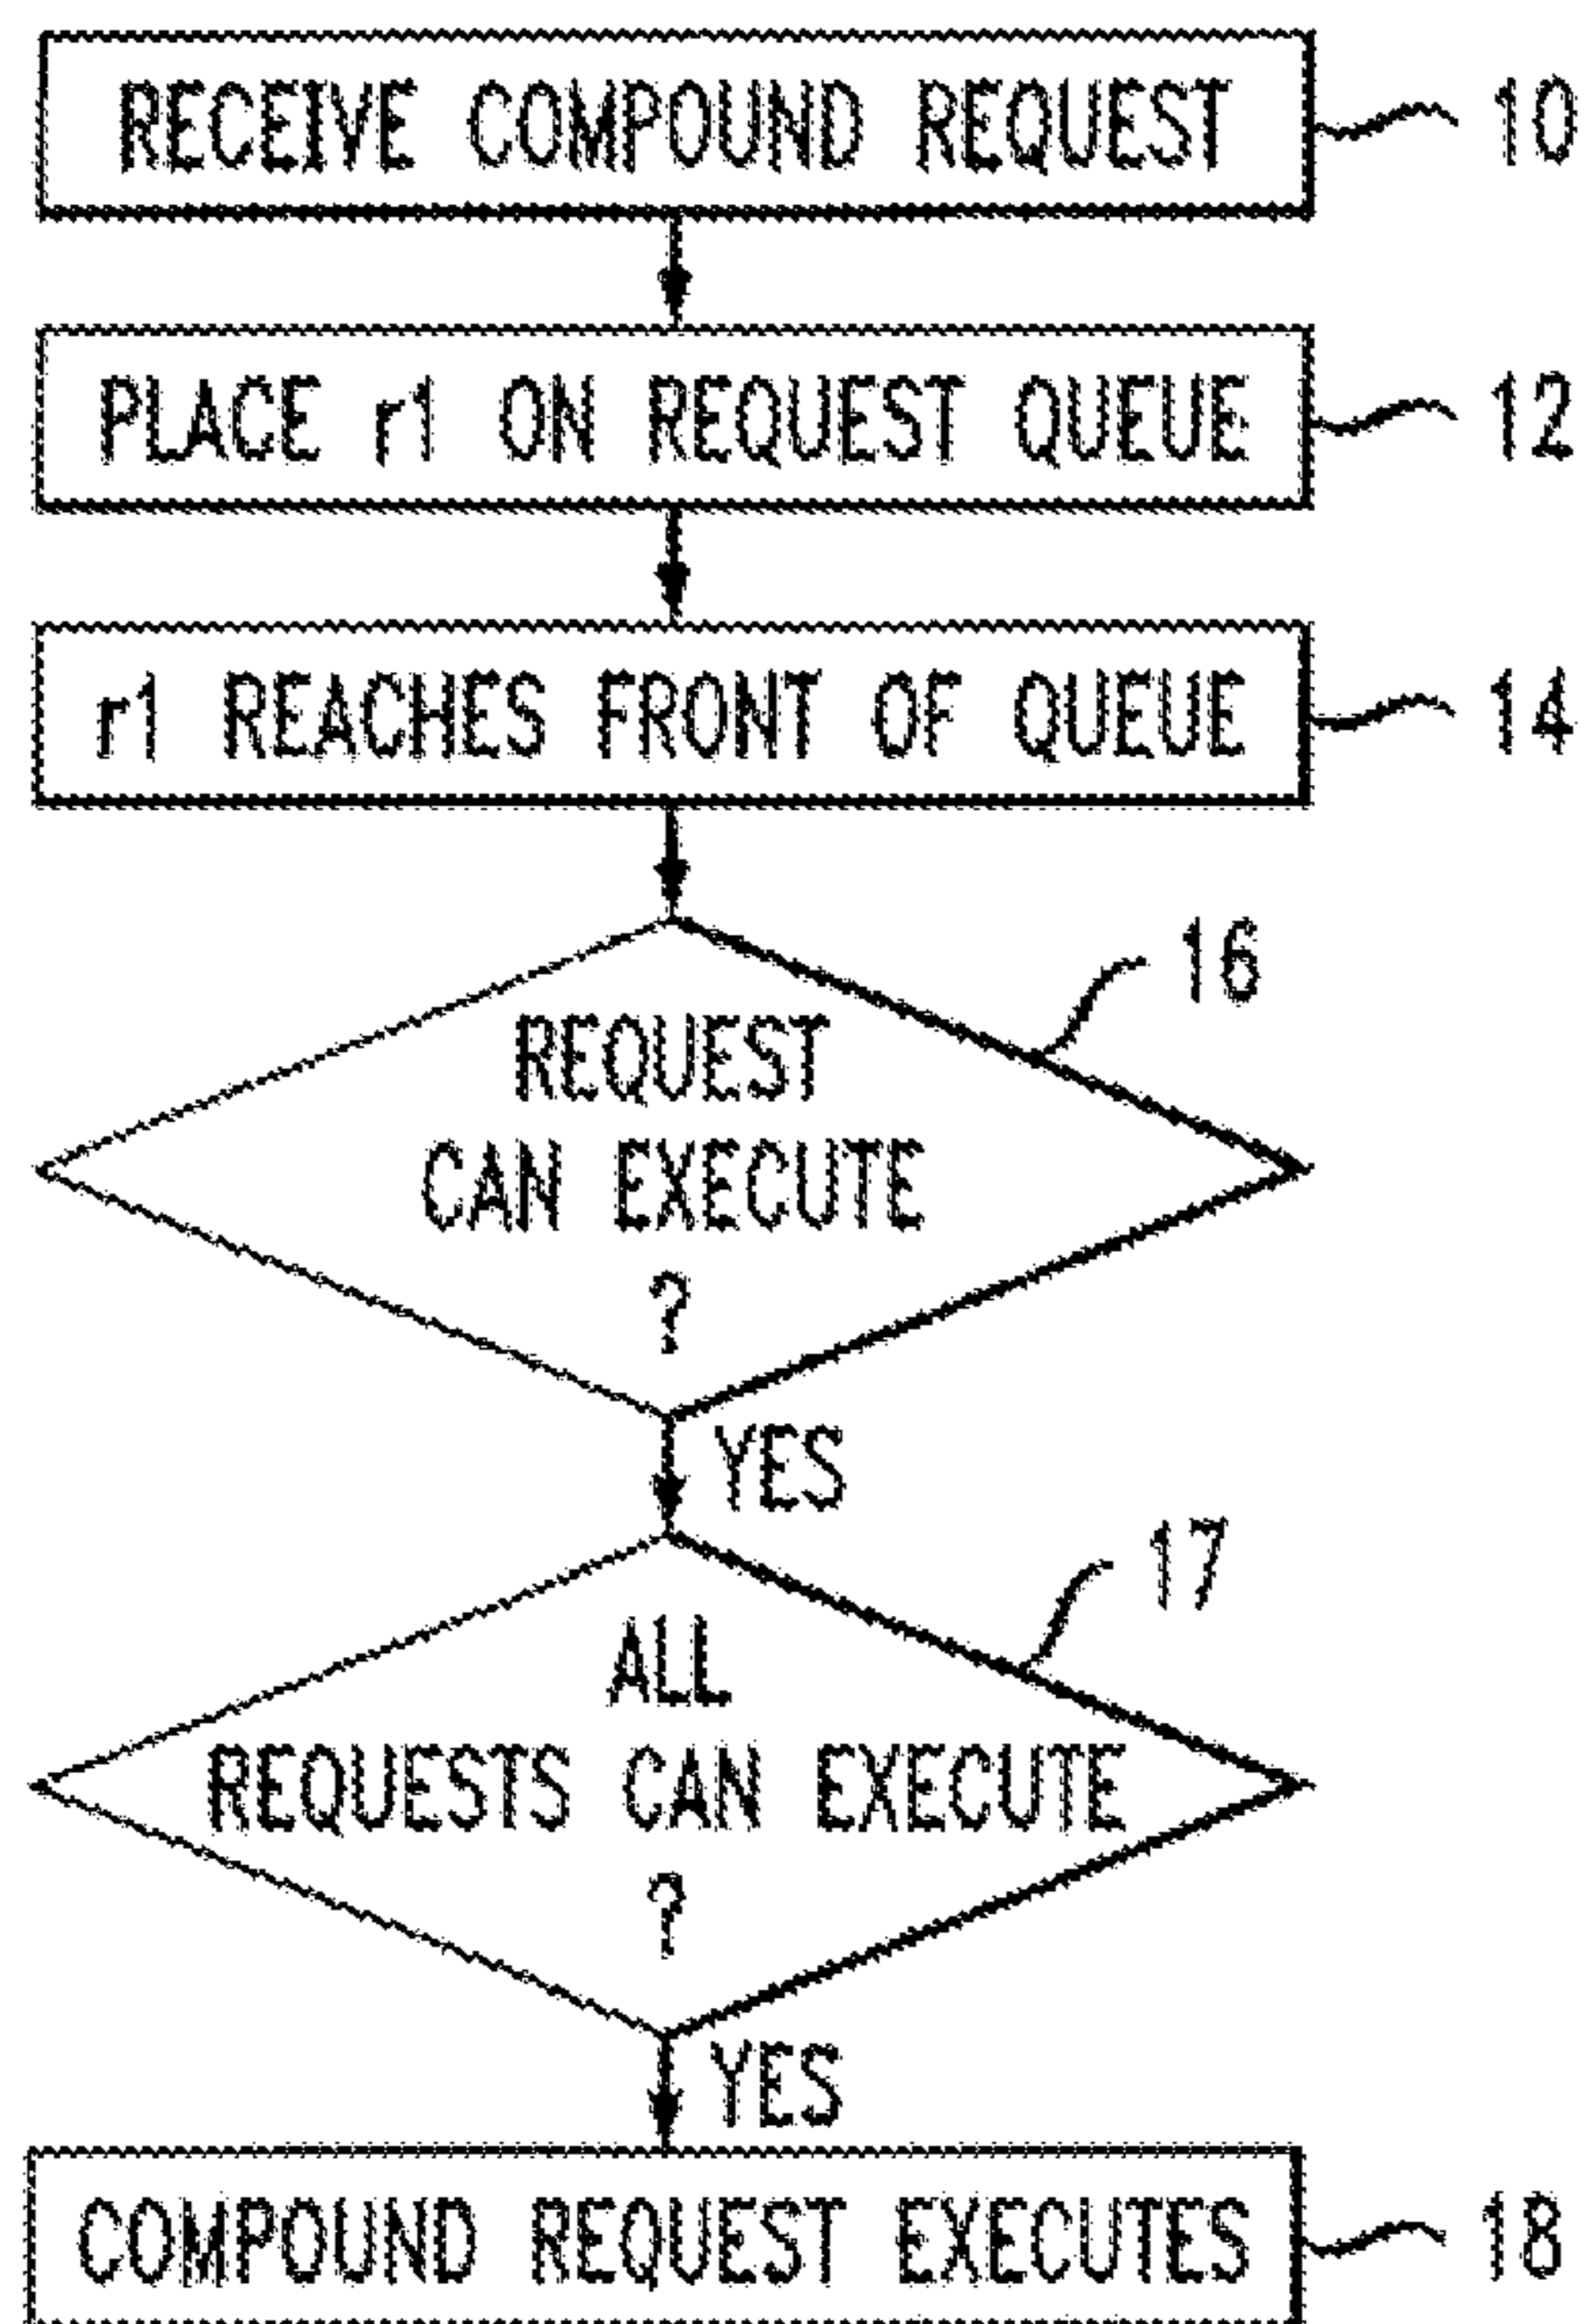 RECEIVE COMPOUND REQUEST 10
PLACE r1 ON REQUEST QUEUE 12
r1 REACHES FRONT OF QUEUE 14
16
REQUEST
CAN EXECUTE
?
YES
17
ALL
REQUESTS CAN EXECUTE
?
YES
COMPOUND REQUEST EXECUTES 18